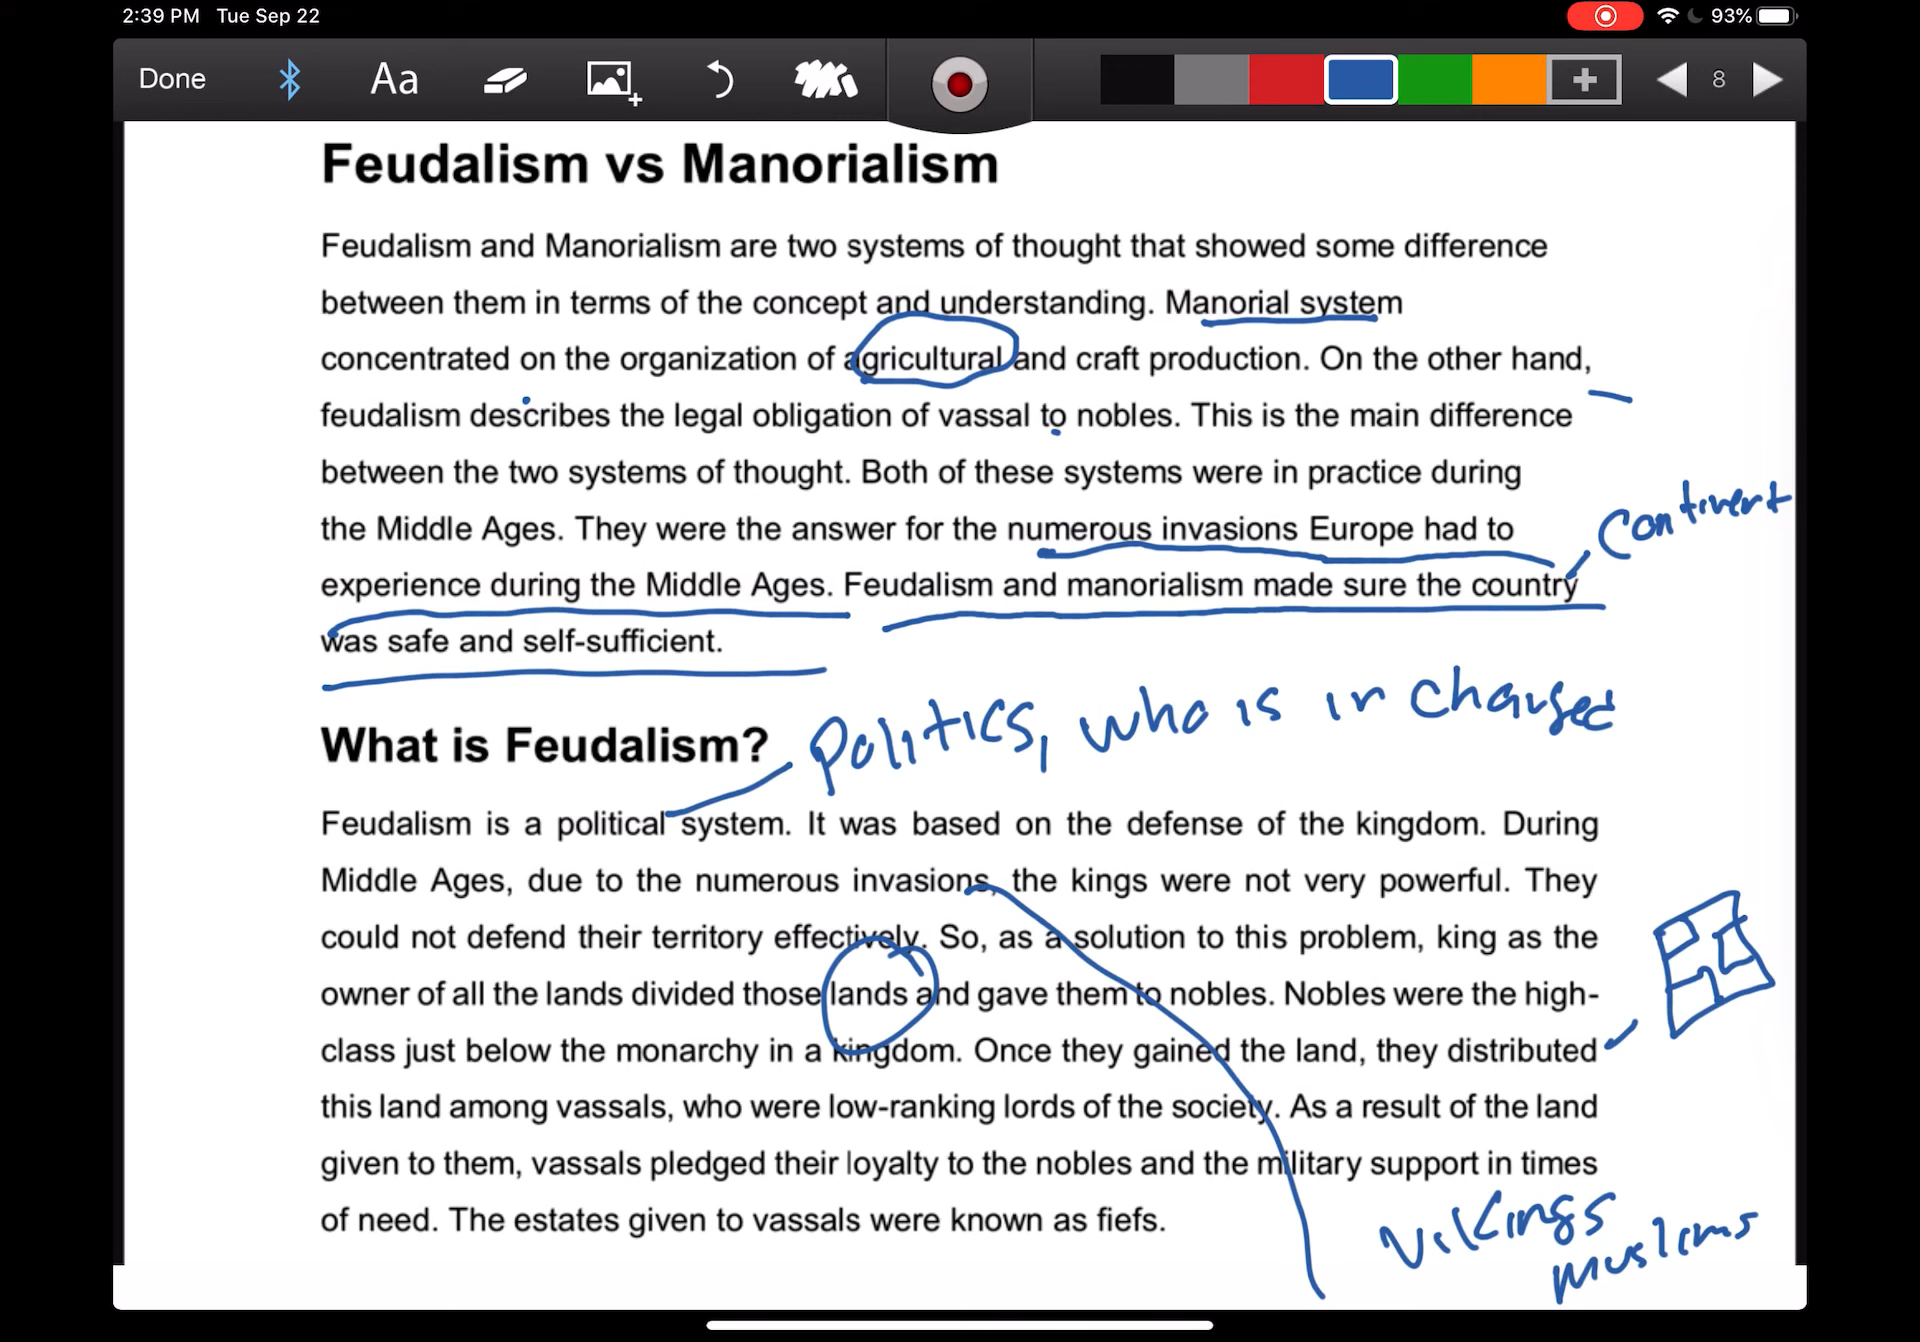 2:39 PM Tue Sep 22
93%
Done
Aa
8
Feudalism vs Manorialism
Feudalism and Manorialism are two systems of thought that showed some difference
between them in terms of the concept and understanding. Manorial system
concentrated on the organization of agricultural and craft production. On the other hand,
feudalism describes the legal obligation of vassal to nobles. This is the main difference
between the two systems of thought. Both of these systems were in practice during
the Middle Ages. They were the answer for the numerous invasions Europe had to
continent
experience during the Middle Ages. Feudalism and manorialism made sure the country
was safe and self-sufficient.
What is Feudalism?
Politics, who is in charge
Feudalism is a political system. It was based on the defense of the kingdom. During
Middle Ages, due to the numerous invasions, the kings were not very powerful. They
could not defend their territory effectively. So, as a solution to this problem, king as the
owner of all the lands divided those lands and gave them to nobles. Nobles were the high-
class just below the monarchy in a kingdom. Once they gained the land, they distributed
this land among vassals, who were low-ranking lords of the society. As a result of the land
given to them, vassals pledged their loyalty to the nobles and the military support in times
of need. The estates given to vassals were known as fiefs.
Vikings
muslims